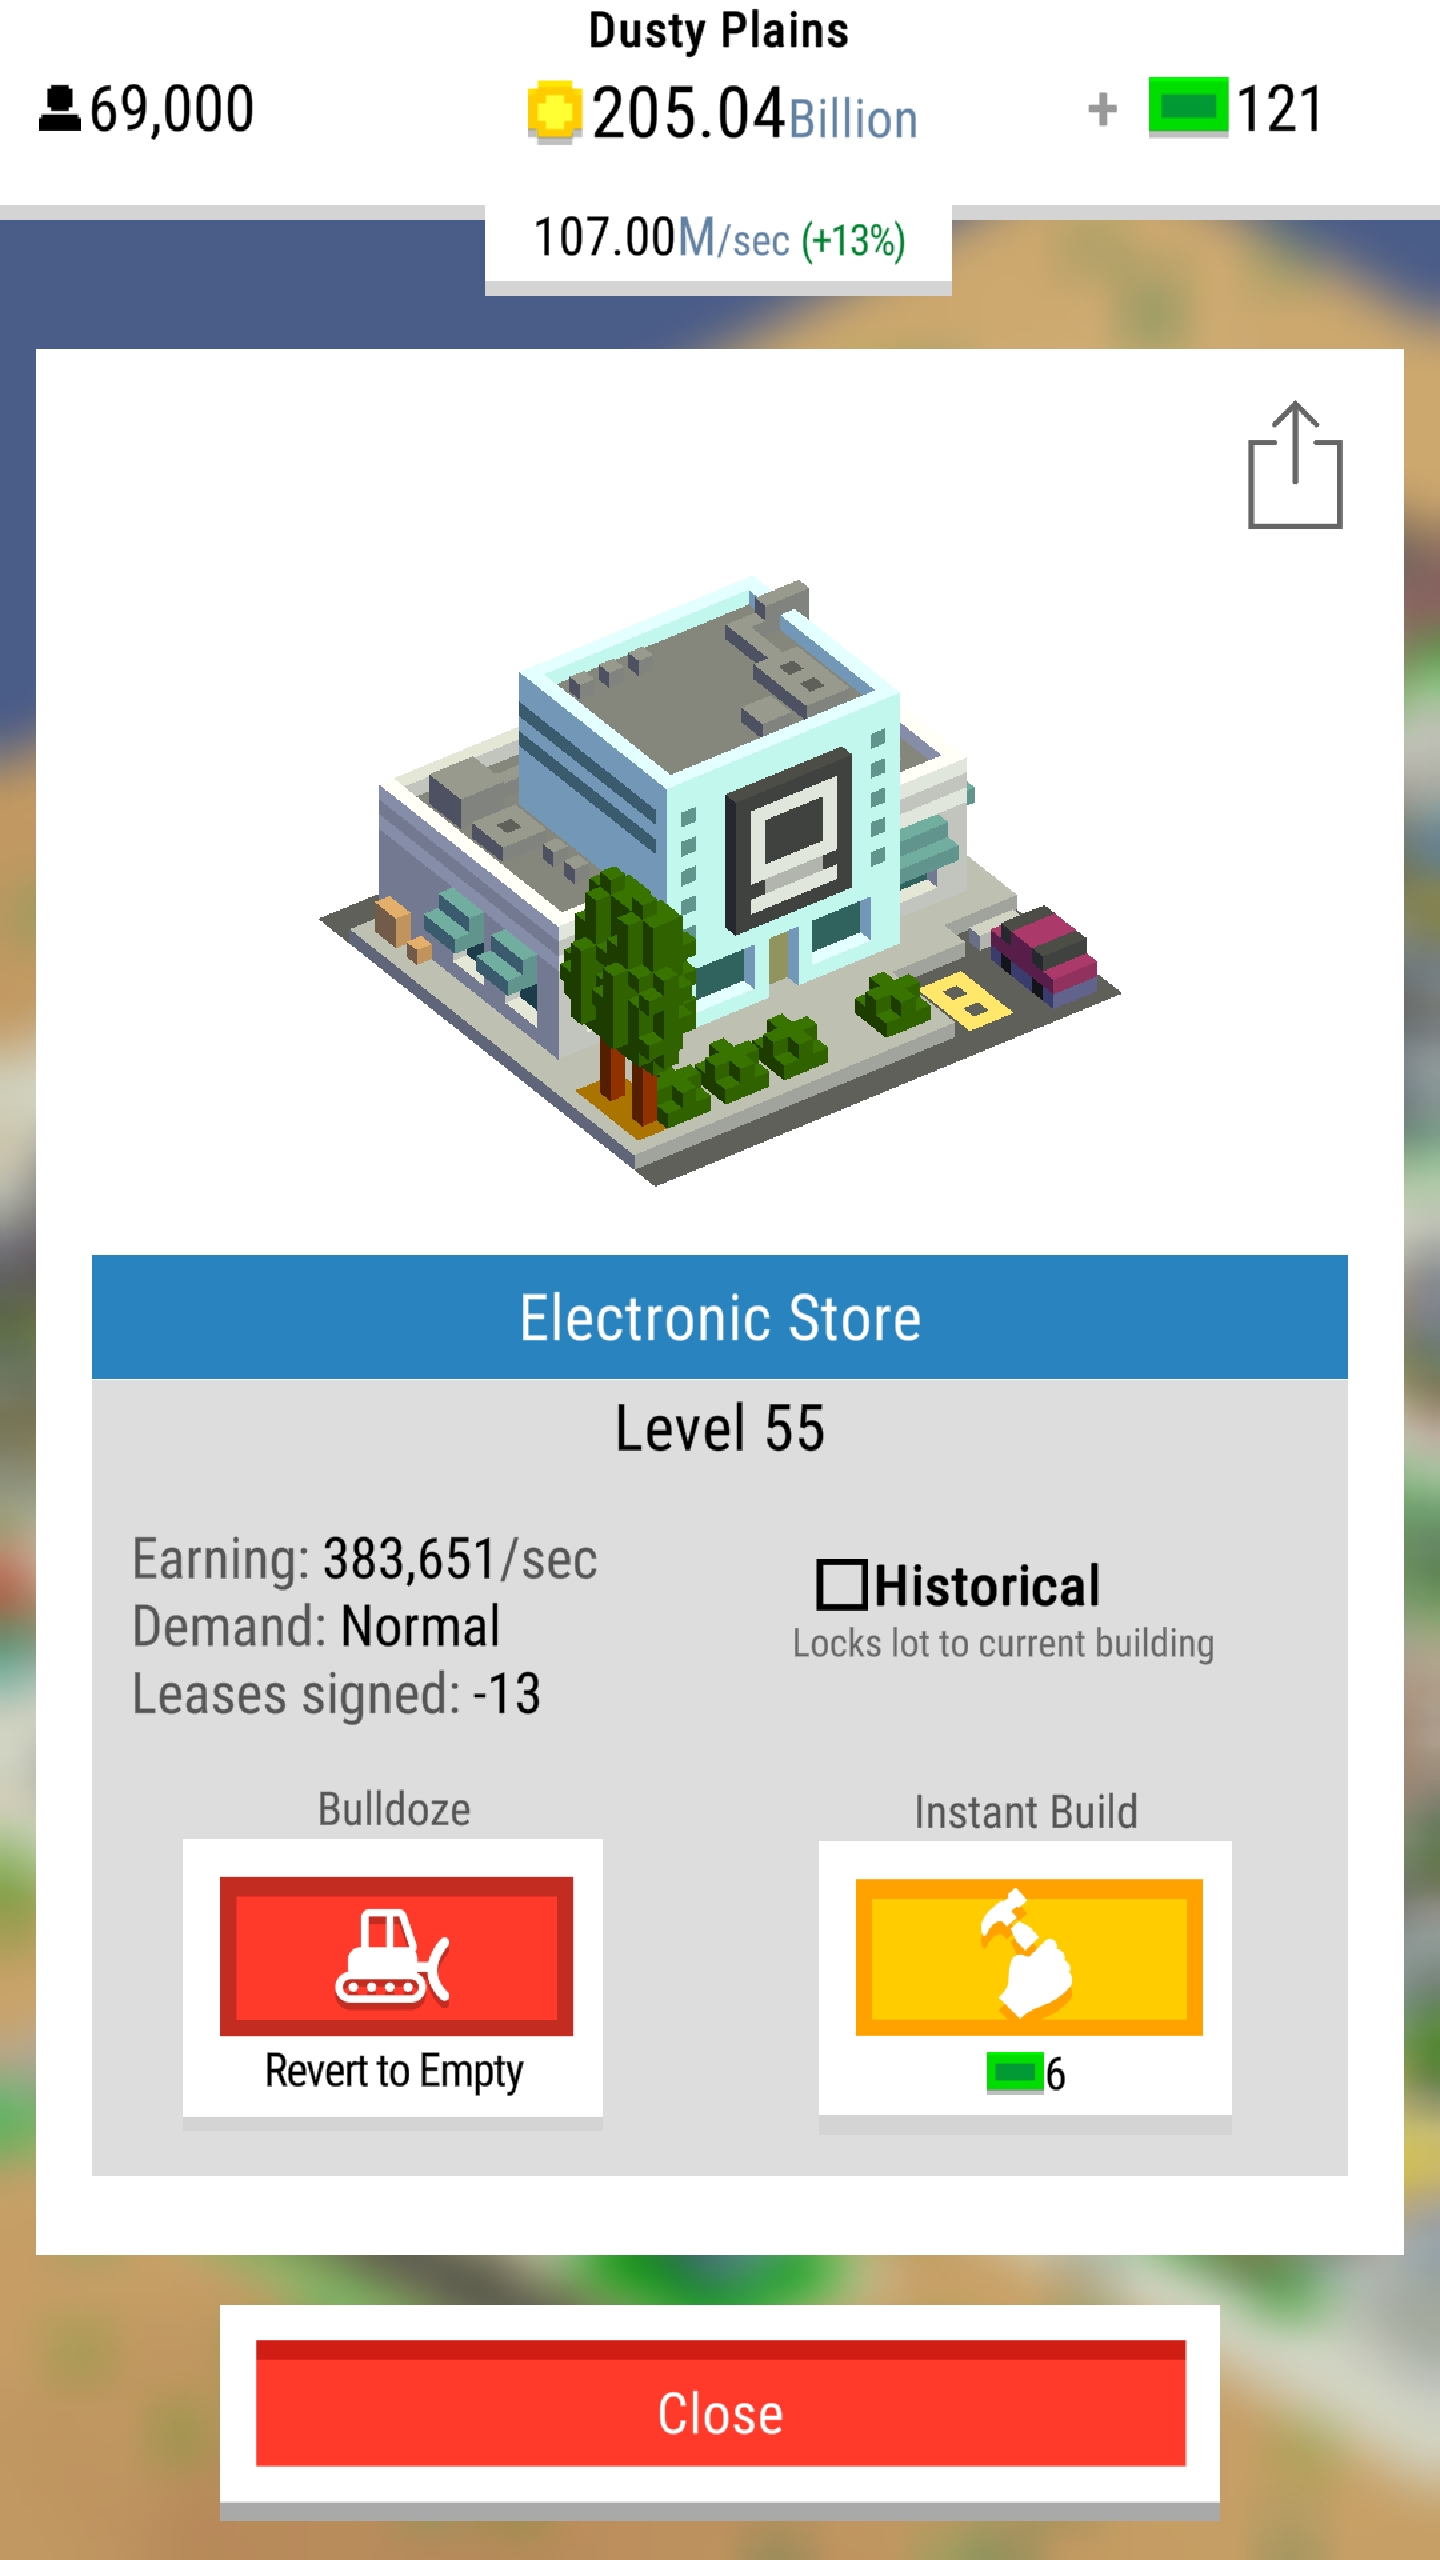 Dusty Plains
69,000
205.04Billion
+ 121
107.00M/sec (+13%)
Electronic Store
Level 55
Earning: 383,651/sec
Demand: Normal
Leases signed: -13
Historical
Locks lot to current building
Bulldoze
Revert to Empty
Instant Build
6
Close